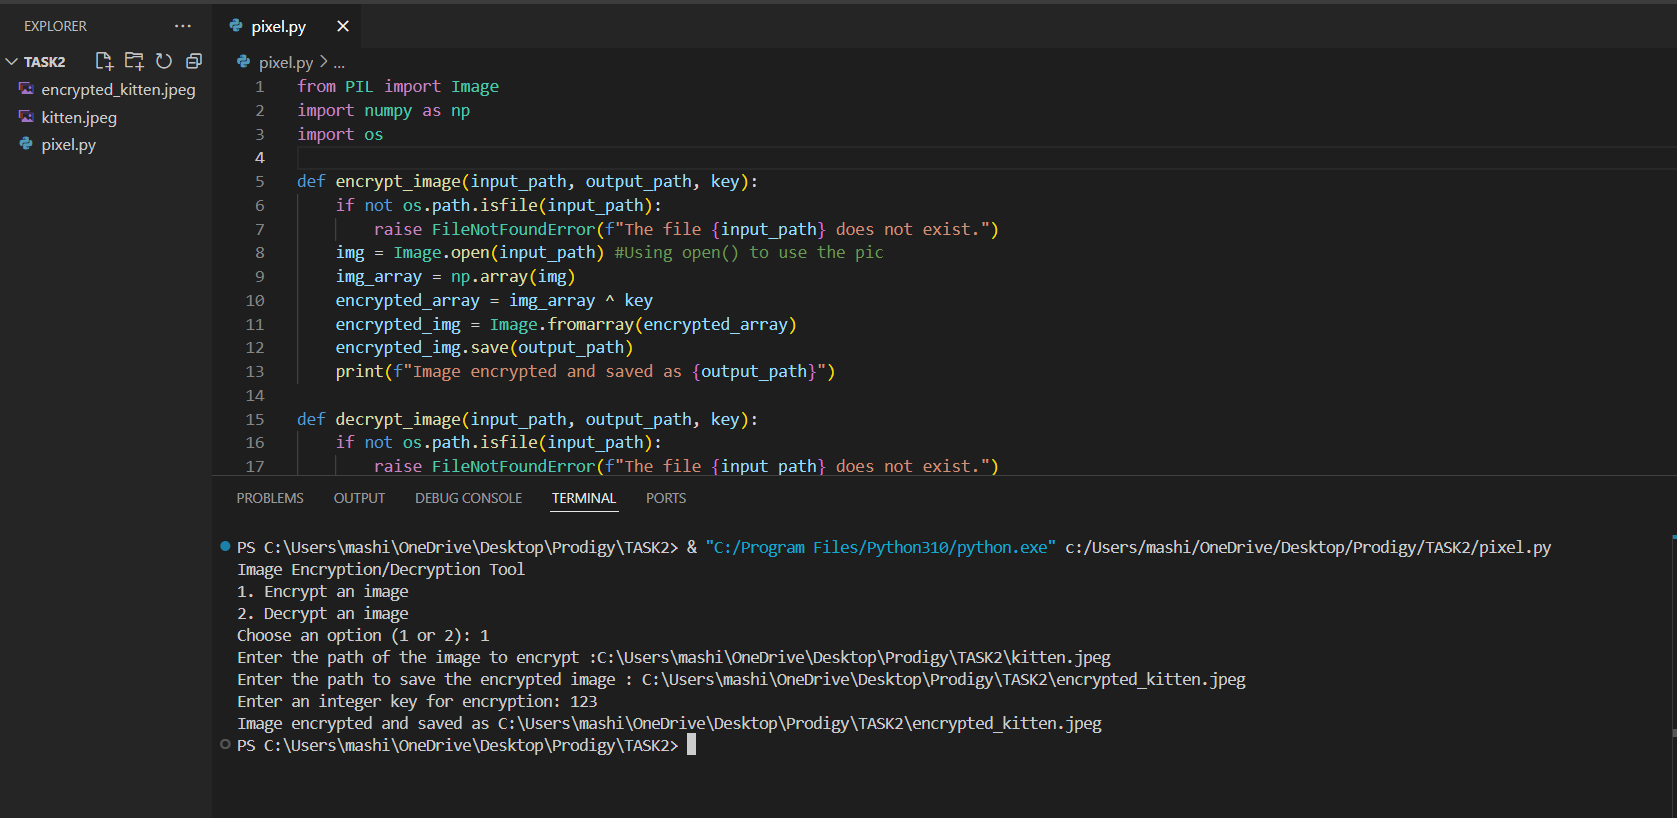 EXPLORER ...
TASK2
encrypted_kitten.jpeg
kitten.jpeg
pixel.py
pixel.py
pixel.py > ...
1 from PIL import Image
2 import numpy as np
3 import os
4
5 def encrypt_image(input_path, output_path, key):
6     if not os.path.isfile(input_path):
7         raise FileNotFoundError(f"The file {input_path} does not exist.")
8     img = Image.open(input_path) #Using open() to use the pic
9     img_array = np.array(img)
10     encrypted_array = img_array ^ key
11     encrypted_img = Image.fromarray(encrypted_array)
12     encrypted_img.save(output_path)
13     print(f"Image encrypted and saved as {output_path}")
14
15 def decrypt_image(input_path, output_path, key):
16     if not os.path.isfile(input_path):
17         raise FileNotFoundError(f"The file {input_path} does not exist.")
PROBLEMS OUTPUT DEBUG CONSOLE TERMINAL PORTS
PS C:\Users\mashi\OneDrive\Desktop\Prodigy\TASK2> & "C:/Program Files/Python310/python.exe" c:/Users/mashi/OneDrive/Desktop/Prodigy/TASK2/pixel.py
Image Encryption/Decryption Tool
1. Encrypt an image
2. Decrypt an image
Choose an option (1 or 2): 1
Enter the path of the image to encrypt :C:\Users\mashi\OneDrive\Desktop\Prodigy\TASK2\kitten.jpeg
Enter the path to save the encrypted image : C:\Users\mashi\OneDrive\Desktop\Prodigy\TASK2\encrypted_kitten.jpeg
Enter an integer key for encryption: 123
Image encrypted and saved as C:\Users\mashi\OneDrive\Desktop\Prodigy\TASK2\encrypted_kitten.jpeg
PS C:\Users\mashi\OneDrive\Desktop\Prodigy\TASK2>